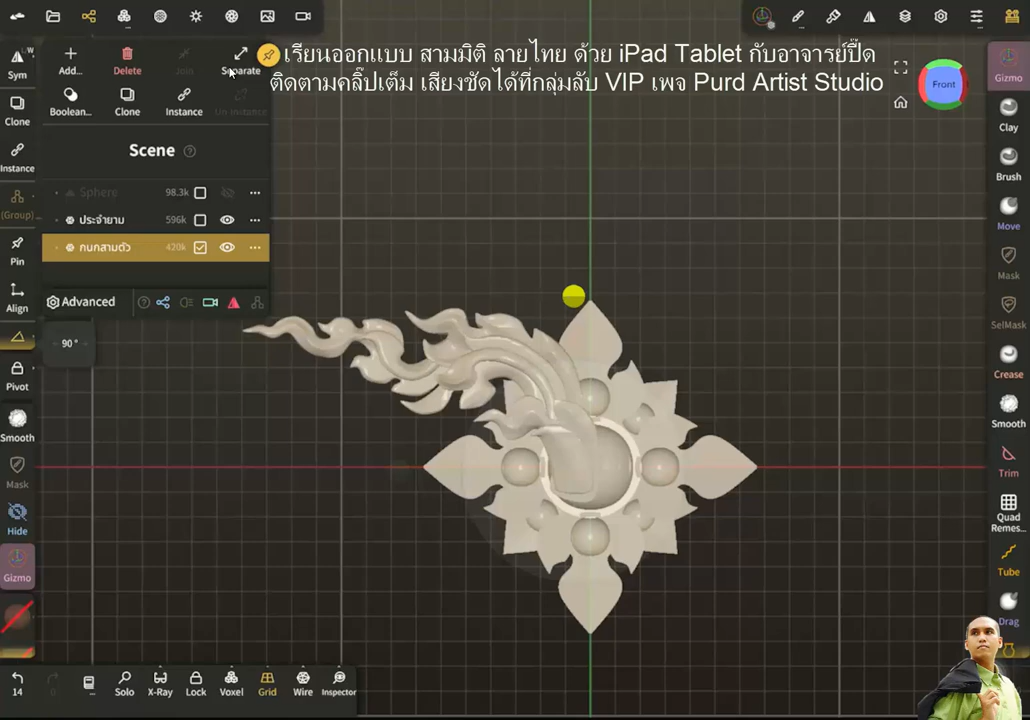 เรียนออกแบบ สามมิติ ลายไทย ด้วย iPad Tablet กับอาจารย์ปื๊ด
ติดตามคลิ๊ปเต็ม เสียงชัดได้ที่กลุ่มลับ VIP เพจ Purd Artist Studio
Add...
Delete
Join
Separate
Boolean...
Clone
Instance
Un Instance
Scene
Sphere 98.3k
ประจำยาม 596k
กนกสามตัว 420k
Advanced
W
Sym
Clone
Instance
(Group)
Pin
Align
90 °
Pivot
Smooth
Mask
Hide
Gizmo
14
0
...
Solo
X-Ray
Lock
Voxel
Grid
Wire
Inspector
Front
Gizmo
Clay
Brush
Move
Mask
SelMask
Crease
Smooth
Trim
Quad
Remes...
Tube
Drag